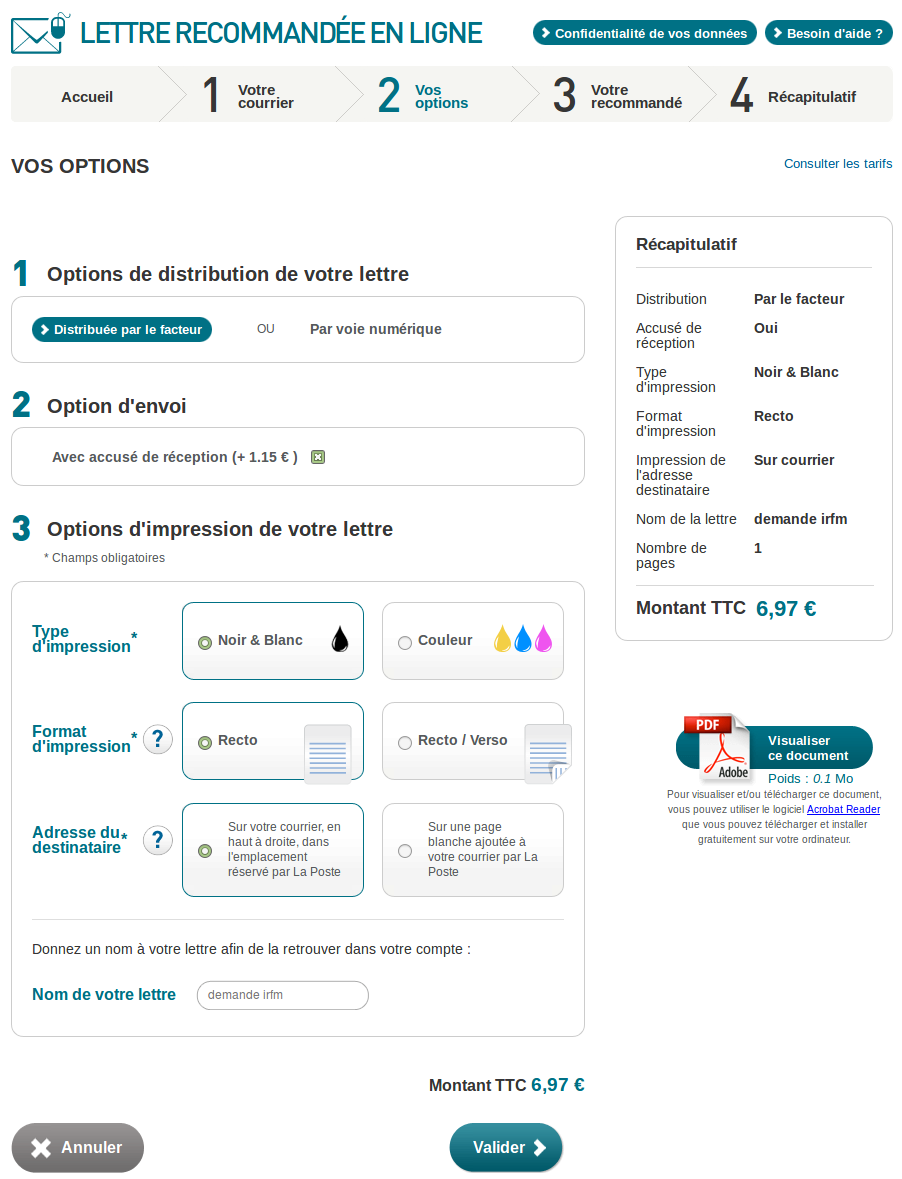 LETTRE RECOMMANDÉE EN LIGNE
Confidentialité de vos données
Besoin d'aide ?
Accueil
1 Votre
courrier
2 Vos
options
3 Votre
recommandé
4 Récapitulatif
VOS OPTIONS
Consulter les tarifs
1 Options de distribution de votre lettre
Distribuée par le facteur
OU
Par voie numérique
2 Option d'envoi
Avec accusé de réception (+ 1.15 € )
3 Options d'impression de votre lettre
* Champs obligatoires
Type
d'impression*
Noir & Blanc
Couleur
Format
d'impression*
?
Recto
Recto / Verso
Adresse du
destinataire*
?
Sur votre courrier, en
haut à droite, dans
l'emplacement
réservé par La Poste
Sur une page
blanche ajoutée à
votre courrier par La
Poste
Donnez un nom à votre lettre afin de la retrouver dans votre compte :
Nom de votre lettre
demande irfm
Montant TTC 6,97 €
Annuler
Valider
Récapitulatif
Distribution
Par le facteur
Accusé de
réception
Oui
Type
d'impression
Noir & Blanc
Format
d'impression
Recto
Impression de
l'adresse
destinataire
Sur courrier
Nom de la lettre
demande irfm
Nombre de
pages
1
Montant TTC 6,97 €
PDF
Adobe
Visualiser
ce document
Poids : 0.1 Mo
Pour visualiser et/ou télécharger ce document,
vous pouvez utiliser le logiciel Acrobat Reader
que vous pouvez télécharger et installer
gratuitement sur votre ordinateur.